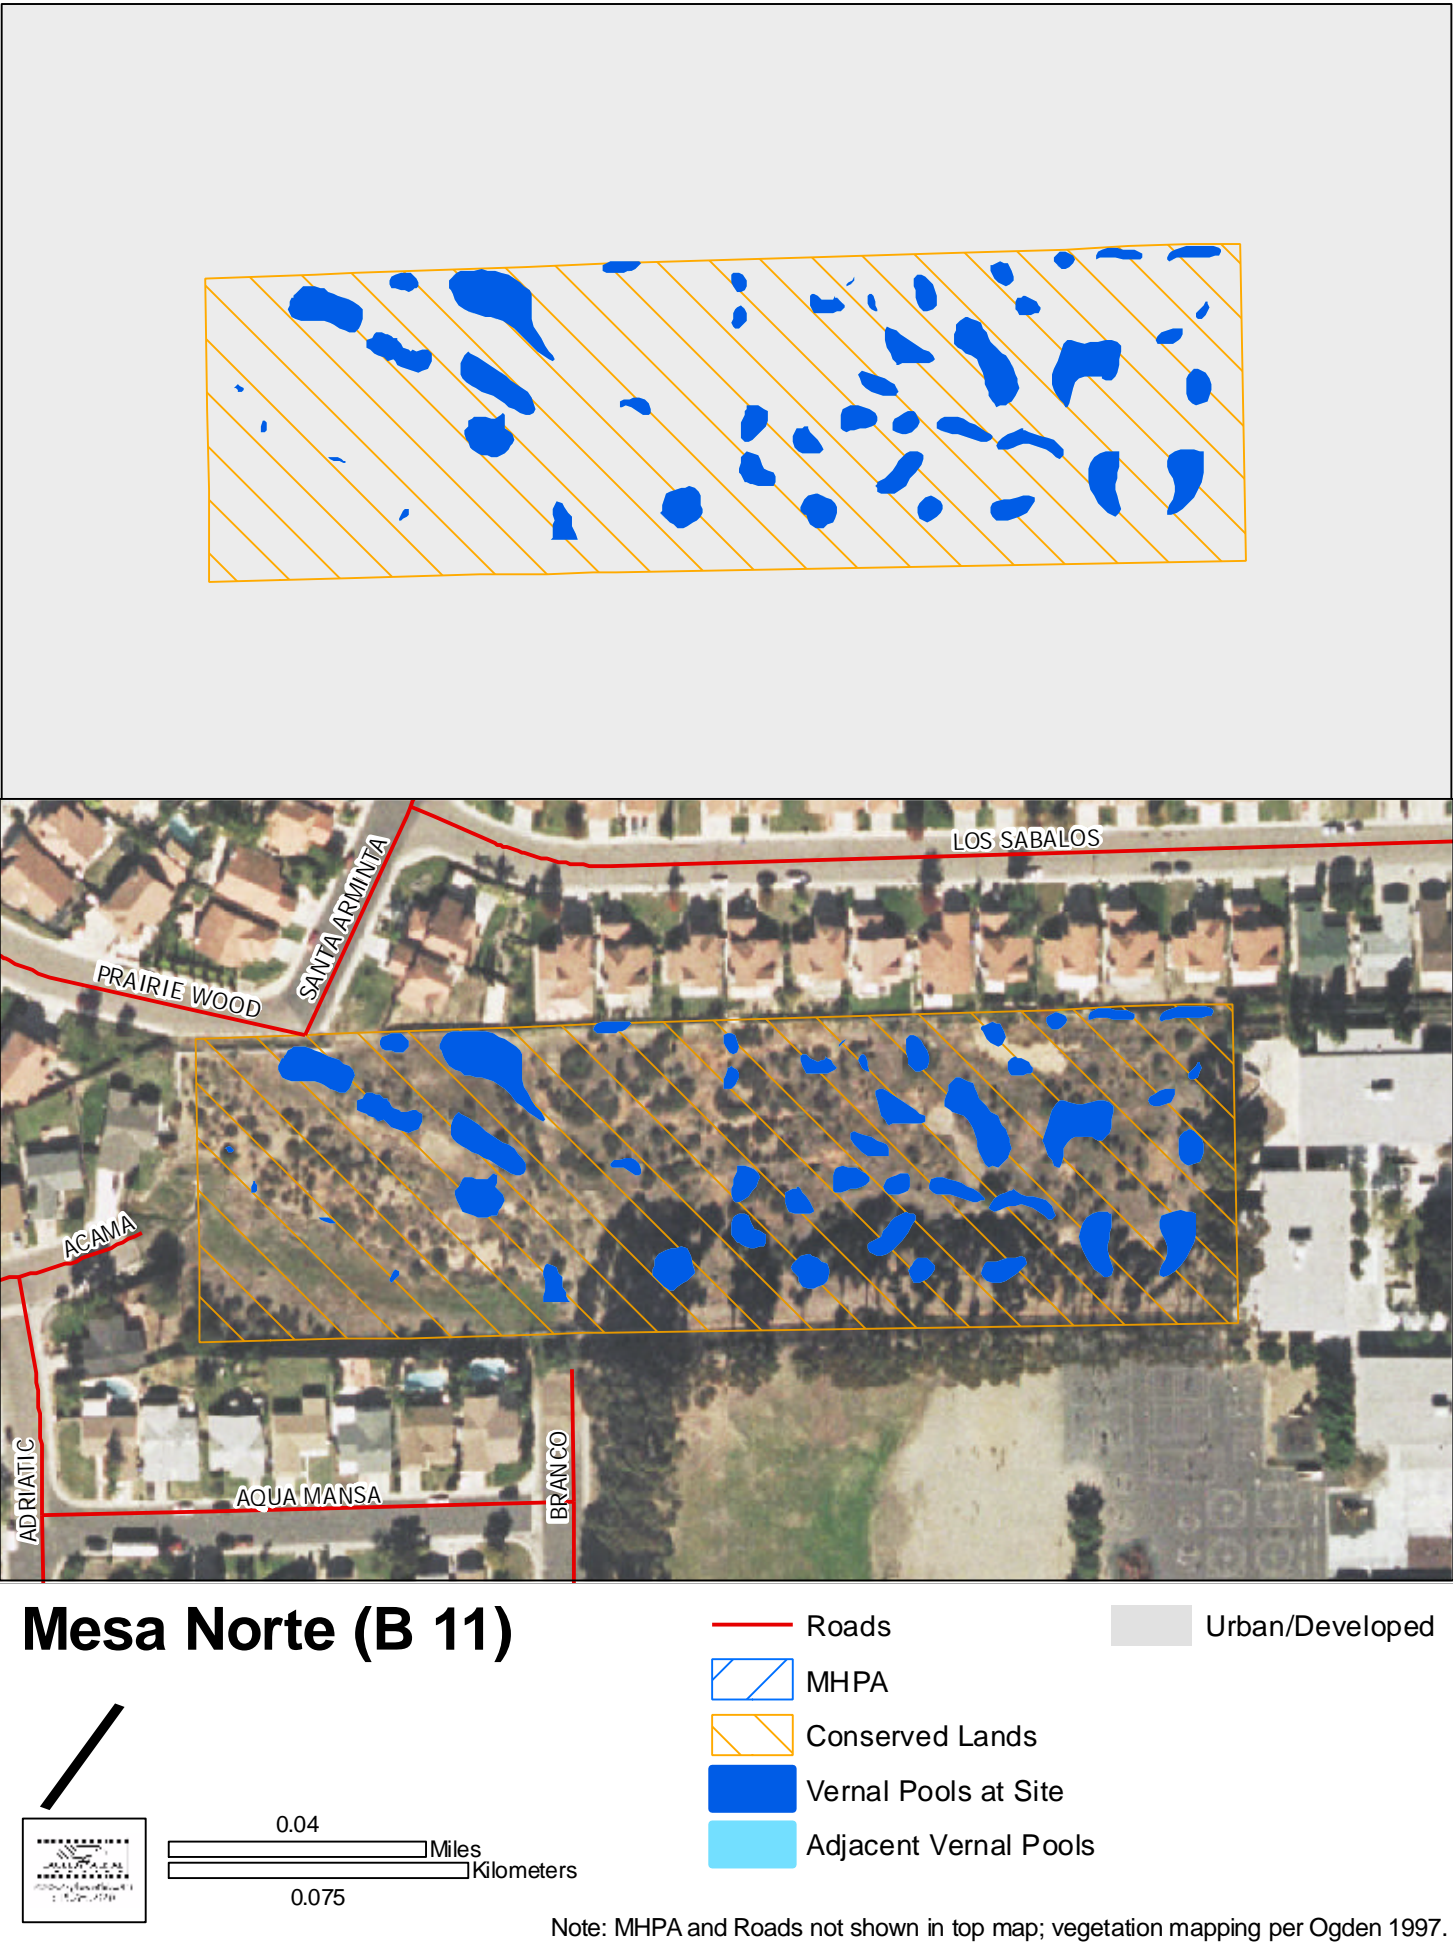 LOS SABALOS
SANTA ARMINTA
PRAIRIE WOOD
ACAMA
ADRIATIC
AQUA MANSA
BRANCO
Mesa Norte (B 11)
Roads
Urban/Developed
MHPA
Conserved Lands
Vernal Pools at Site
Adjacent Vernal Pools
0.04
Miles
Kilometers
0.075
Note: MHPA and Roads not shown in top map; vegetation mapping per Ogden 1997.